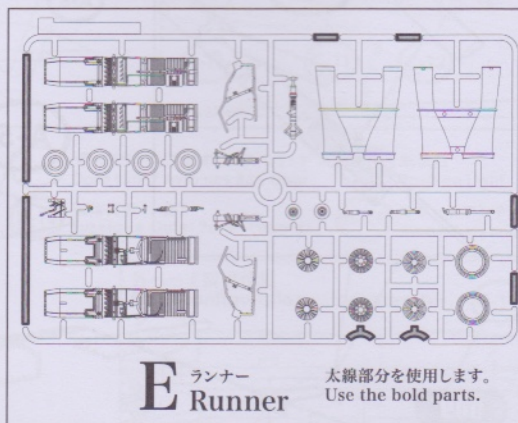 E ランナー
Runner
太線部分を使用します。
Use the bold parts.